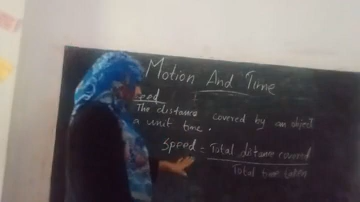 Motion And Time
eed :
The distance covered by an object
a unit time.
Speed = Total distance covered
Total time taken